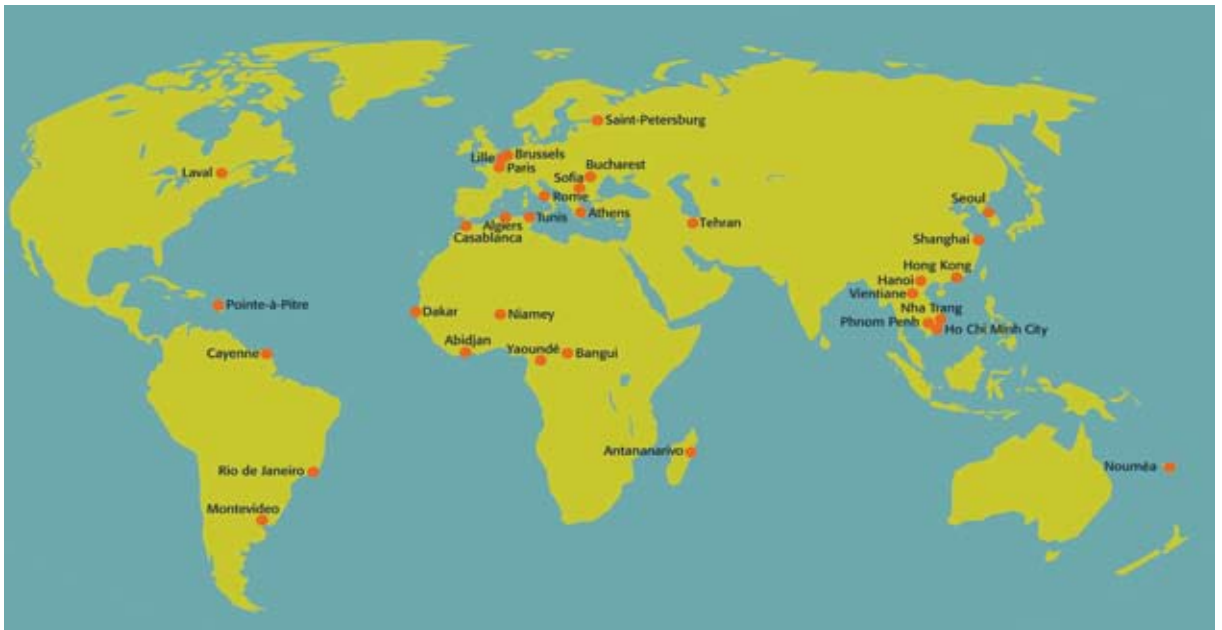 Saint-Petersburg
Brussels
Lille
Paris
Bucharest
Laval
Sofia
Rome
Seoul
Athens
Tunis
Algiers
Tehran
Casablanca
Shanghai
Hong Kong
Hanoi
Vientiane
Pointe-à-Pitre
Dakar
Niamey
Nha Trang
Phnom Penh
Ho Chi Minh City
Abidjan
Yaoundé
Bangui
Cayenne
Antananarivo
Nouméa
Rio de Janeiro
Montevideo